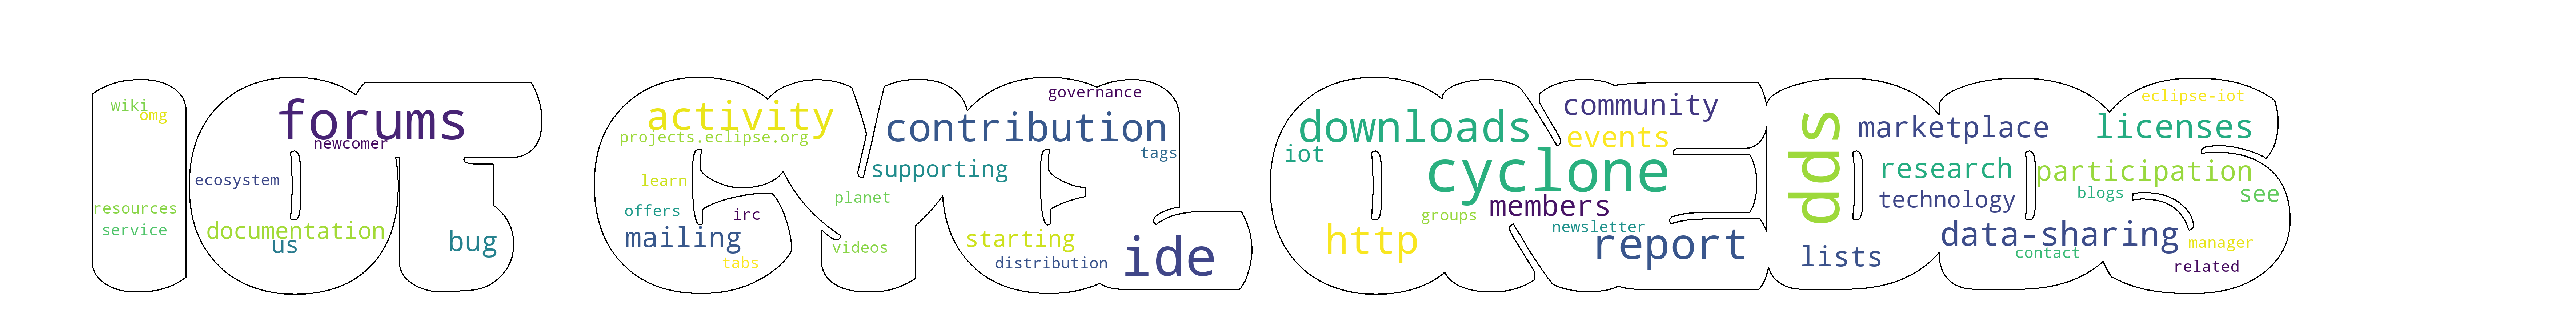 wiki
omg
resources
service
forums
newcomer
ecosystem
documentation
us
bug
activity
projects.eclipse.org
learn
offers
irc
mailing
tabs
governance
contribution
tags
supporting
planet
videos
starting
distribution
ide
downloads
iot
community
events
cyclone
members
groups
newsletter
http
report
dds
marketplace
research
technology
lists
data-sharing
contact
eclipse-iot
licenses
participation
blogs
see
manager
related